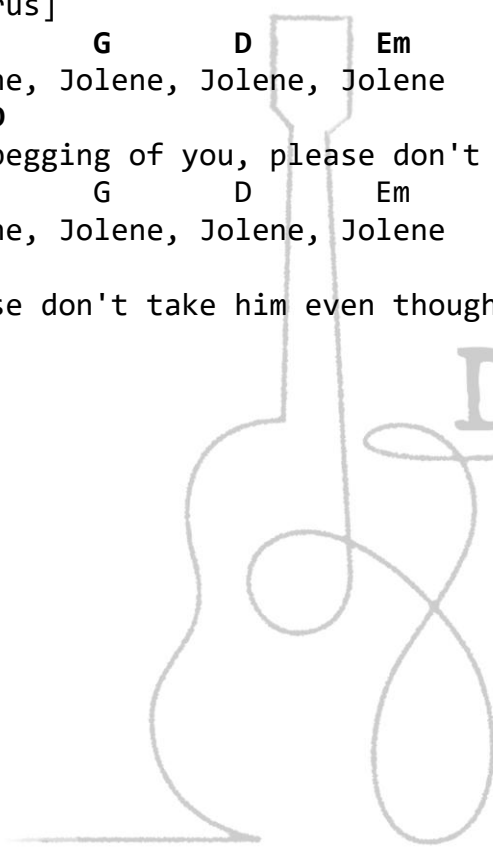 rus]
G D Em
ne, Jolene, Jolene, Jolene
D
begging of you, please don't
G D Em
ne, Jolene, Jolene, Jolene
se don't take him even though